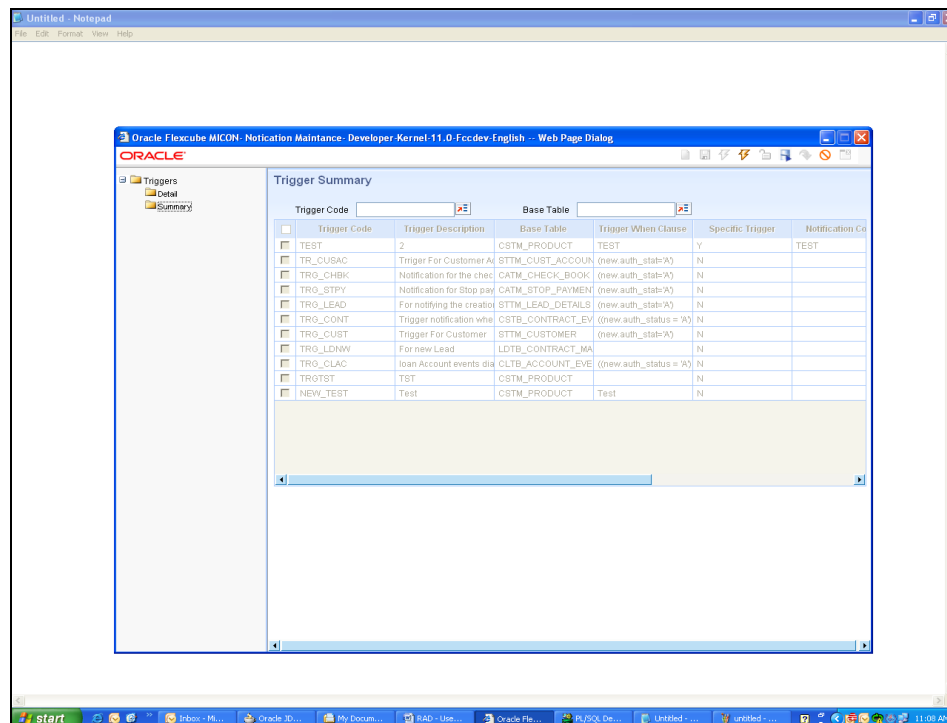 Untitled - Notepad
File Edit Format View Help
Oracle Flexcube MICON- Notication Maintance- Developer-Kernel-11.0-Fccdev-English -- Web Page Dialog
ORACLE
Triggers
Detail
Summary
Trigger Summary
Trigger Code Base Table
Trigger Code Trigger Description Base Table Trigger When Clause Specific Trigger Notification Co
TEST 2 CSTM_PRODUCT TEST Y TEST
TR_CUSAC Trriger For Customer A STTM_CUST_ACCOUN (new.auth_stat='A') N
TRG_CHBK Notification for the chec CATM_CHECK_BOOK (new.auth_stat='A') N
TRG_STPY Notification for Stop pay CATM_STOP_PAYMEN (new.auth_stat='A') N
TRG_LEAD For notifying the creatio STTM_LEAD_DETAILS (new.auth_stat='A') N
TRG_CONT Trigger notification whe CSTB_CONTRACT_EV ((new.auth_status = 'A') N
TRG_CUST Trigger For Customer STTM_CUSTOMER (new.auth_stat='A') N
TRG_LDNW For new Lead LDTB_CONTRACT_MA N
TRG_CLAC loan Account events dia CLTB_ACCOUNT_EVE ((new.auth_status = 'A') N
TRGTST TST CSTM_PRODUCT N
NEW_TEST Test CSTM_PRODUCT Test N
start Inbox - Mi... Oracle JD... My Docum... RAD - Use... Oracle Fle... PL/SQL De... Untitled - ... untitled - ... 11:08 AM